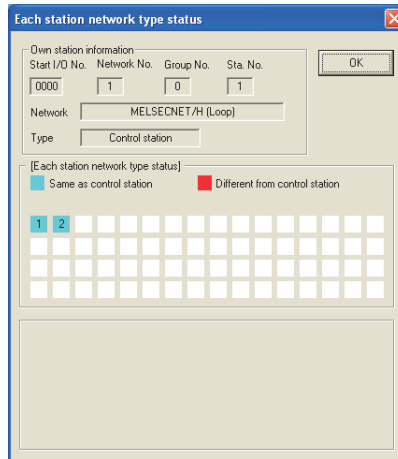 Each station network type status
Own station information
Start I/O No. Network No. Group No. Sta. No.
0000 1 0 1
OK
Network MELSECNET/H (Loop)
Type Control station
[Each station network type status]
Same as control station Different from control station
1 2